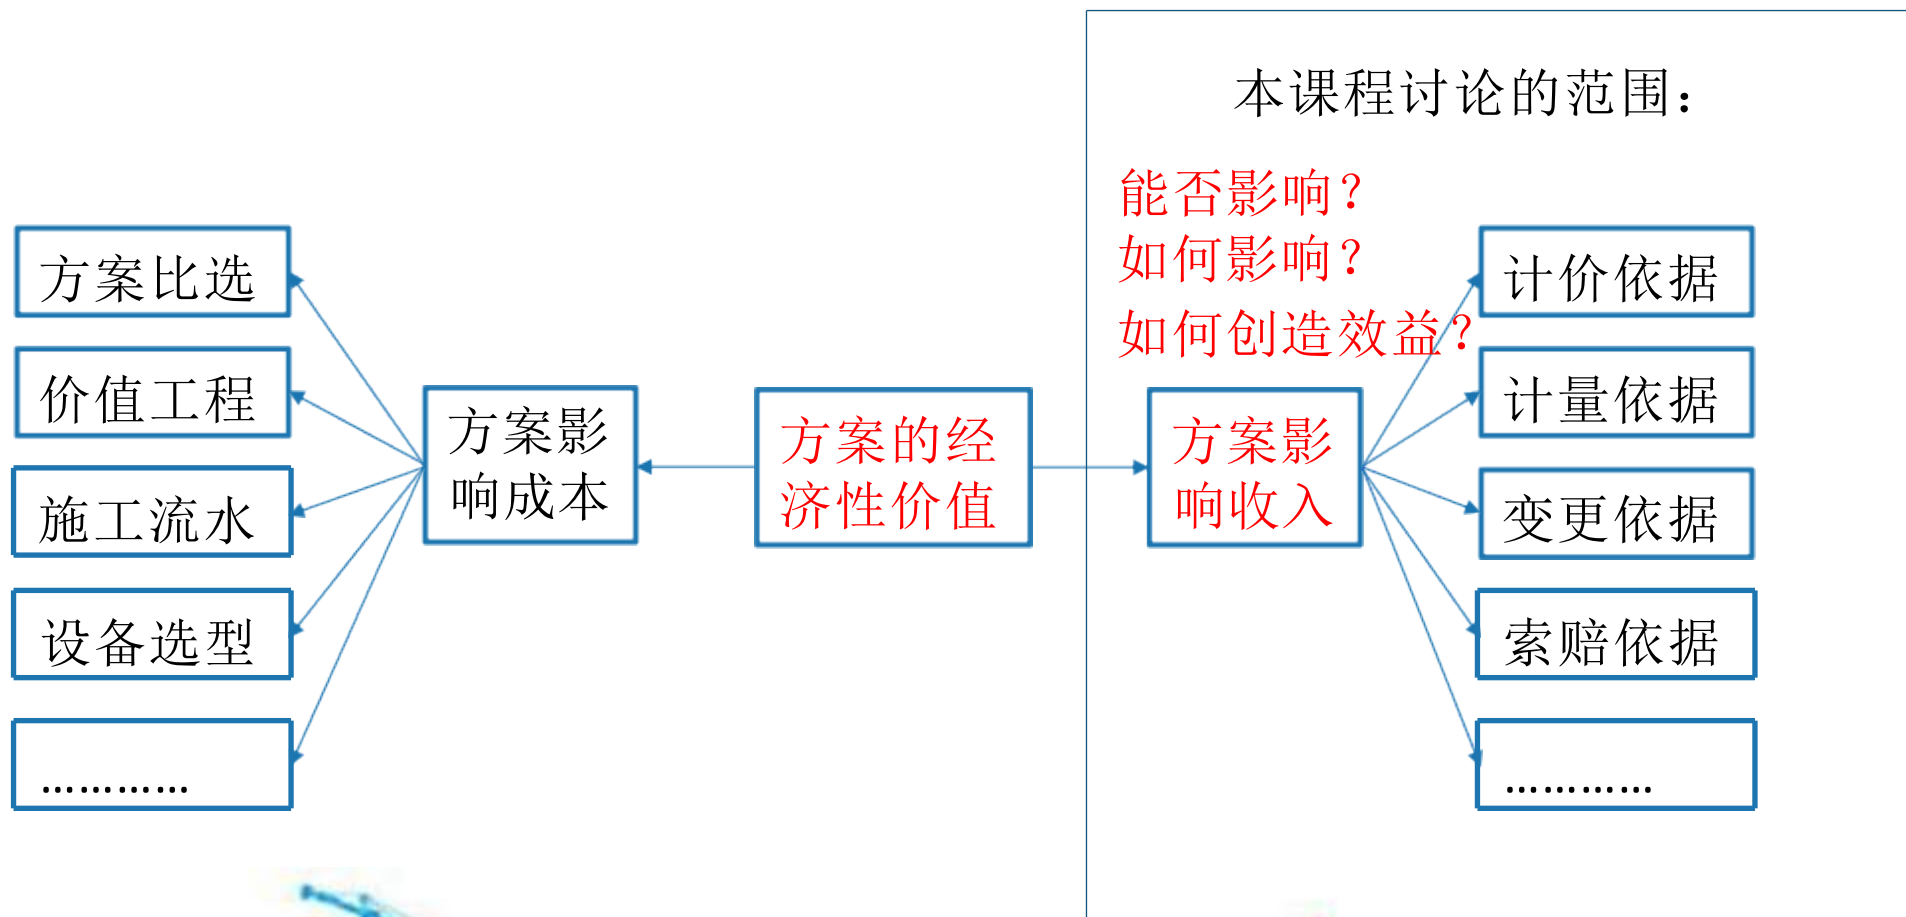 本课程讨论的范围：
能否影响？
如何影响？
如何创造效益？
方案比选
价值工程
施工流水
设备选型
…………
方案影
响成本
方案的经
济性价值
方案影
响收入
计价依据
计量依据
变更依据
索赔依据
…………